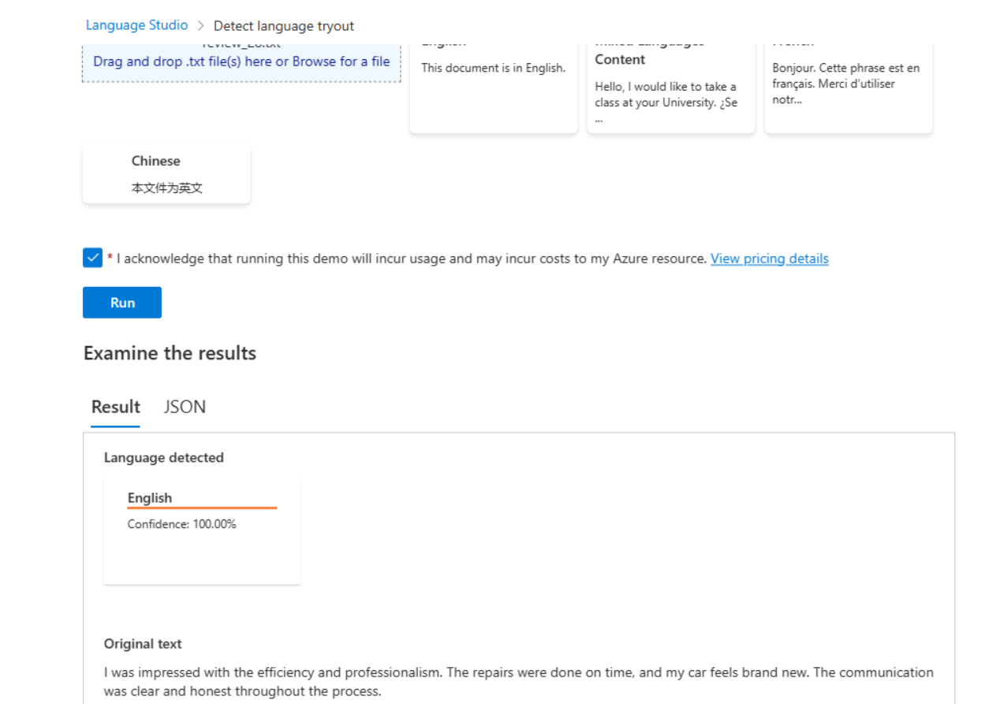 Language Studio > Detect language tryout
Drag and drop .txt file(s) here or Browse for a file
English
This document is in English.
Mixed Languages
Content
Hello, I would like to take a
class at your University. ¿Se
...
French
Bonjour. Cette phrase est en
français. Merci d'utiliser
notr...
Chinese
本文件为英文
* I acknowledge that running this demo will incur usage and may incur costs to my Azure resource. View pricing details
Run
Examine the results
Result JSON
Language detected
English
Confidence: 100.00%
Original text
I was impressed with the efficiency and professionalism. The repairs were done on time, and my car feels brand new. The communication
was clear and honest throughout the process.